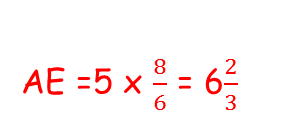 AE =5 x 8/6 = 6 2/3